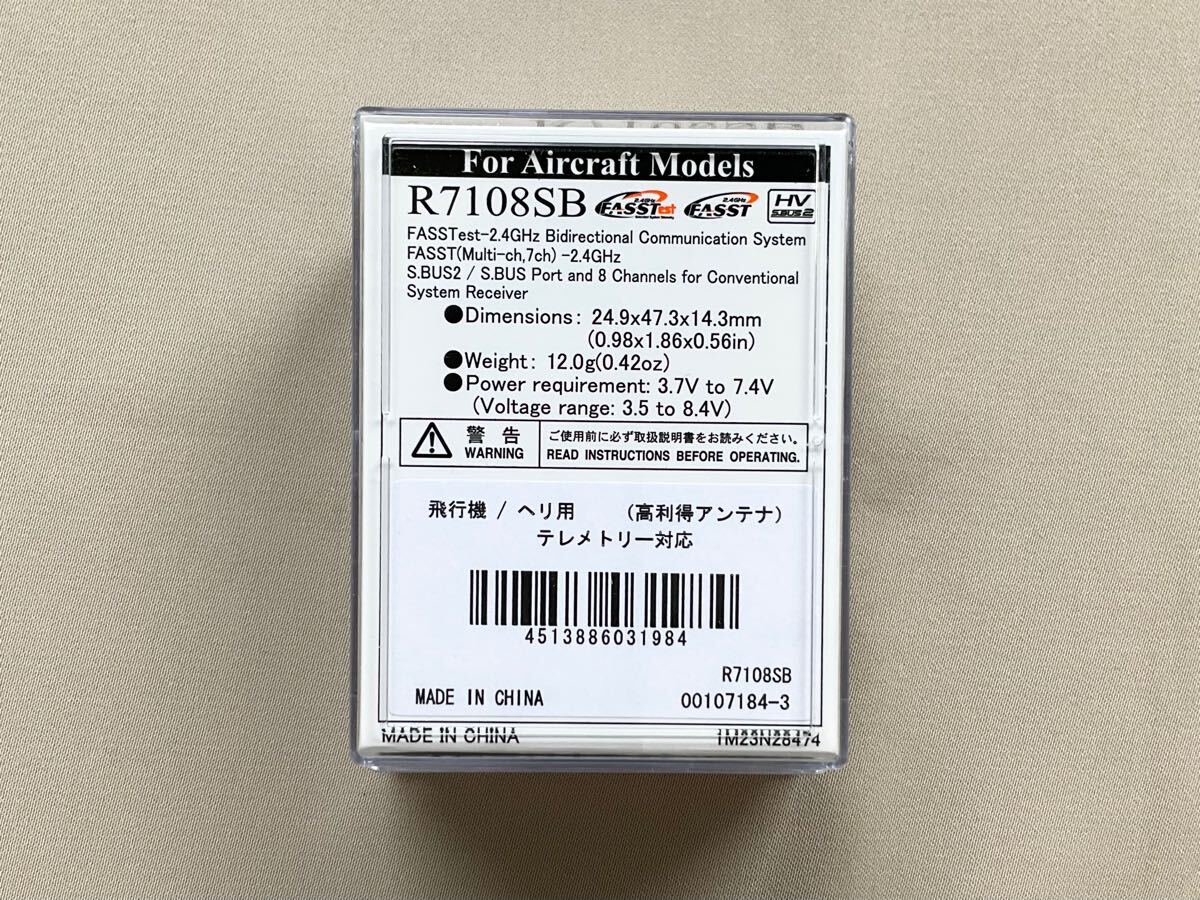 For Aircraft Models
R7108SB 2.4GHz FASSTest 2.4GHz FASST HV S.BUS2
FASSTest-2.4GHz Bidirectional Communication System
FASST(Multi-ch,7ch) -2.4GHz
S.BUS2 / S.BUS Port and 8 Channels for Conventional
System Receiver
●Dimensions: 24.9x47.3x14.3mm
(0.98x1.86x0.56in)
●Weight: 12.0g(0.42oz)
●Power requirement: 3.7V to 7.4V
(Voltage range: 3.5 to 8.4V)
警告 ご使用前に必ず取扱説明書をお読みください。
WARNING READ INSTRUCTIONS BEFORE OPERATING.
飛行機 / ヘリ用 (高利得アンテナ)
テレメトリー対応
4513886031984
R7108SB
MADE IN CHINA 00107184-3
MADE IN CHINA 1M23N28474